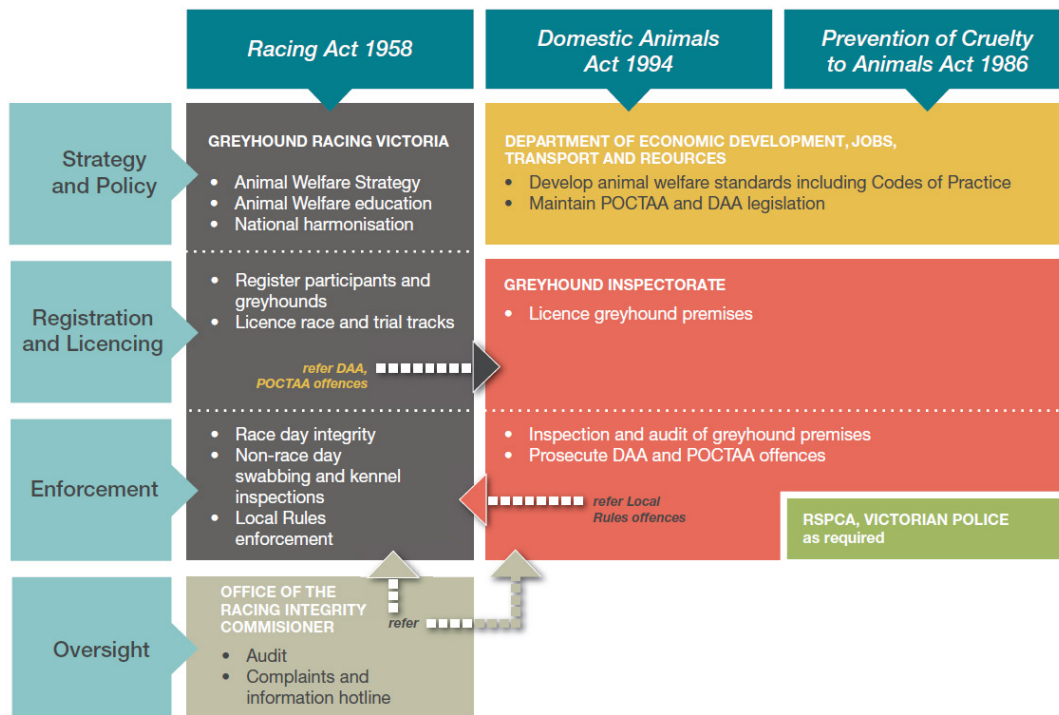 Racing Act 1958
Domestic Animals
Act 1994
Prevention of Cruelty
to Animals Act 1986
Strategy
and Policy
GREYHOUND RACING VICTORIA
• Animal Welfare Strategy
• Animal Welfare education
• National harmonisation
DEPARTMENT OF ECONOMIC DEVELOPMENT, JOBS,
TRANSPORT AND REOURCES
• Develop animal welfare standards including Codes of Practice
• Maintain POCTAA and DAA legislation
Registration
and Licencing
• Register participants and
greyhounds
• Licence race and trial tracks
refer DAA,
POCTAA offences
GREYHOUND INSPECTORATE
• Licence greyhound premises
Enforcement
• Race day integrity
• Non-race day
swabbing and kennel
inspections
• Local Rules
enforcement
• Inspection and audit of greyhound premises
• Prosecute DAA and POCTAA offences
refer Local
Rules offences
RSPCA, VICTORIAN POLICE
as required
Oversight
OFFICE OF THE
RACING INTEGRITY
COMMISIONER
• Audit
• Complaints and
information hotline
refer